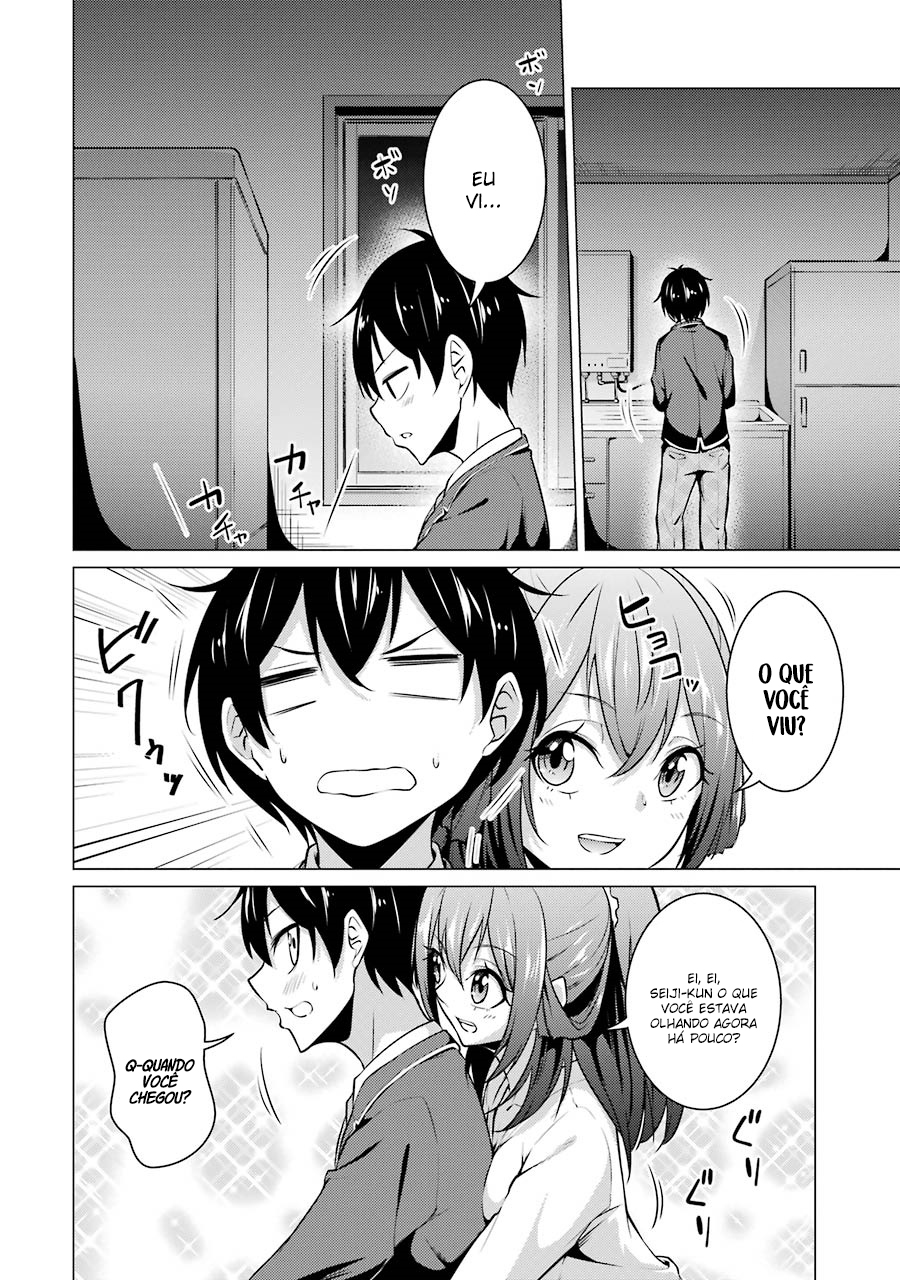 ボソ
ボソ
EU
VI...
カチャ
カチャ
O QUE
VOCÊ
VIU?
ヒョコッ
ビクッ
EI, EI,
SEIJI-KUN O QUE
VOCÊ ESTAVA
OLHANDO AGORA
HÁ POUCO?
Q-QUANDO
VOCÊ
CHEGOU?
ぐっ
ぐっ